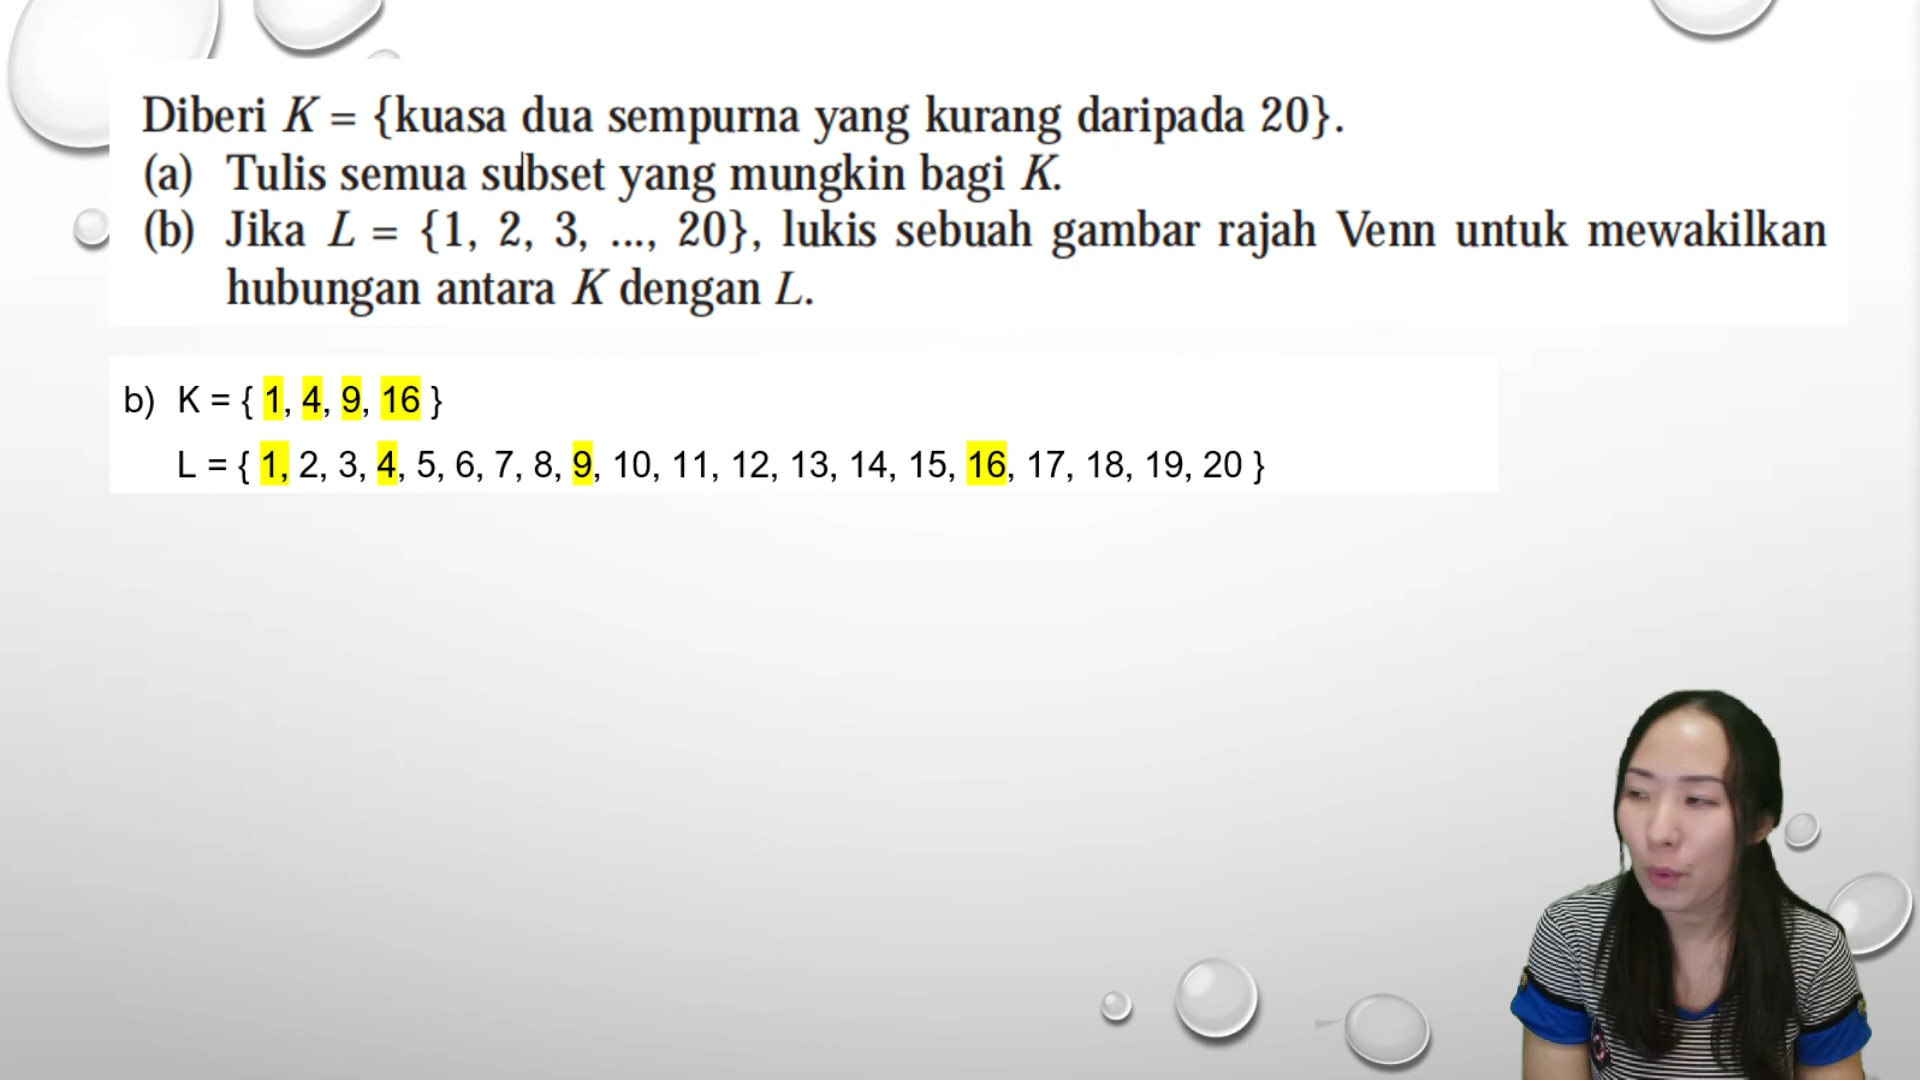 Diberi K = {kuasa dua sempurna yang kurang daripada 20}.
(a) Tulis semua subset yang mungkin bagi K.
(b) Jika L = {1, 2, 3, ..., 20}, lukis sebuah gambar rajah Venn untuk mewakilkan
hubungan antara K dengan L.
b) K = { 1, 4, 9, 16 }
L = { 1, 2, 3, 4, 5, 6, 7, 8, 9, 10, 11, 12, 13, 14, 15, 16, 17, 18, 19, 20 }